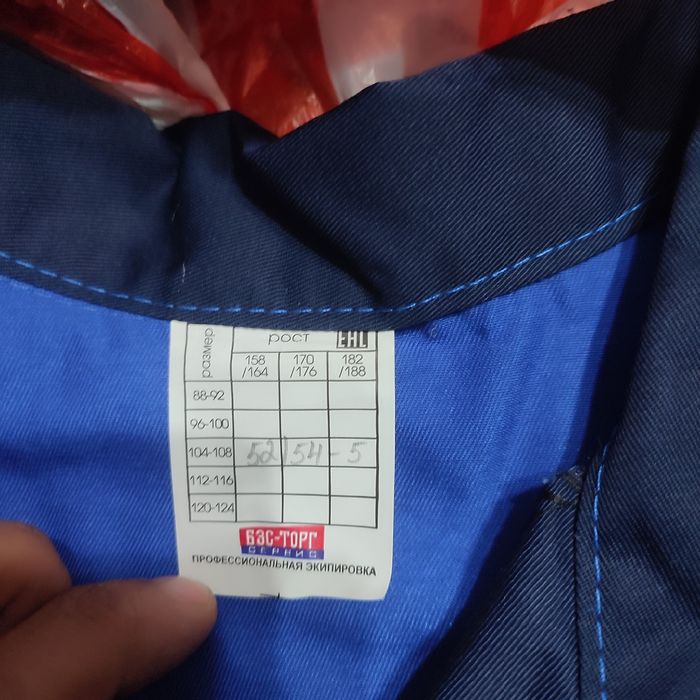 размер
рост EAC
158 170 182
/164 /176 /188
88-92
96-100
104-108 52/54-5
112-116
120-124
БЭС-ТОРГ
СЕРВИС
ПРОФЕССИОНАЛЬНАЯ ЭКИПИРОВКА